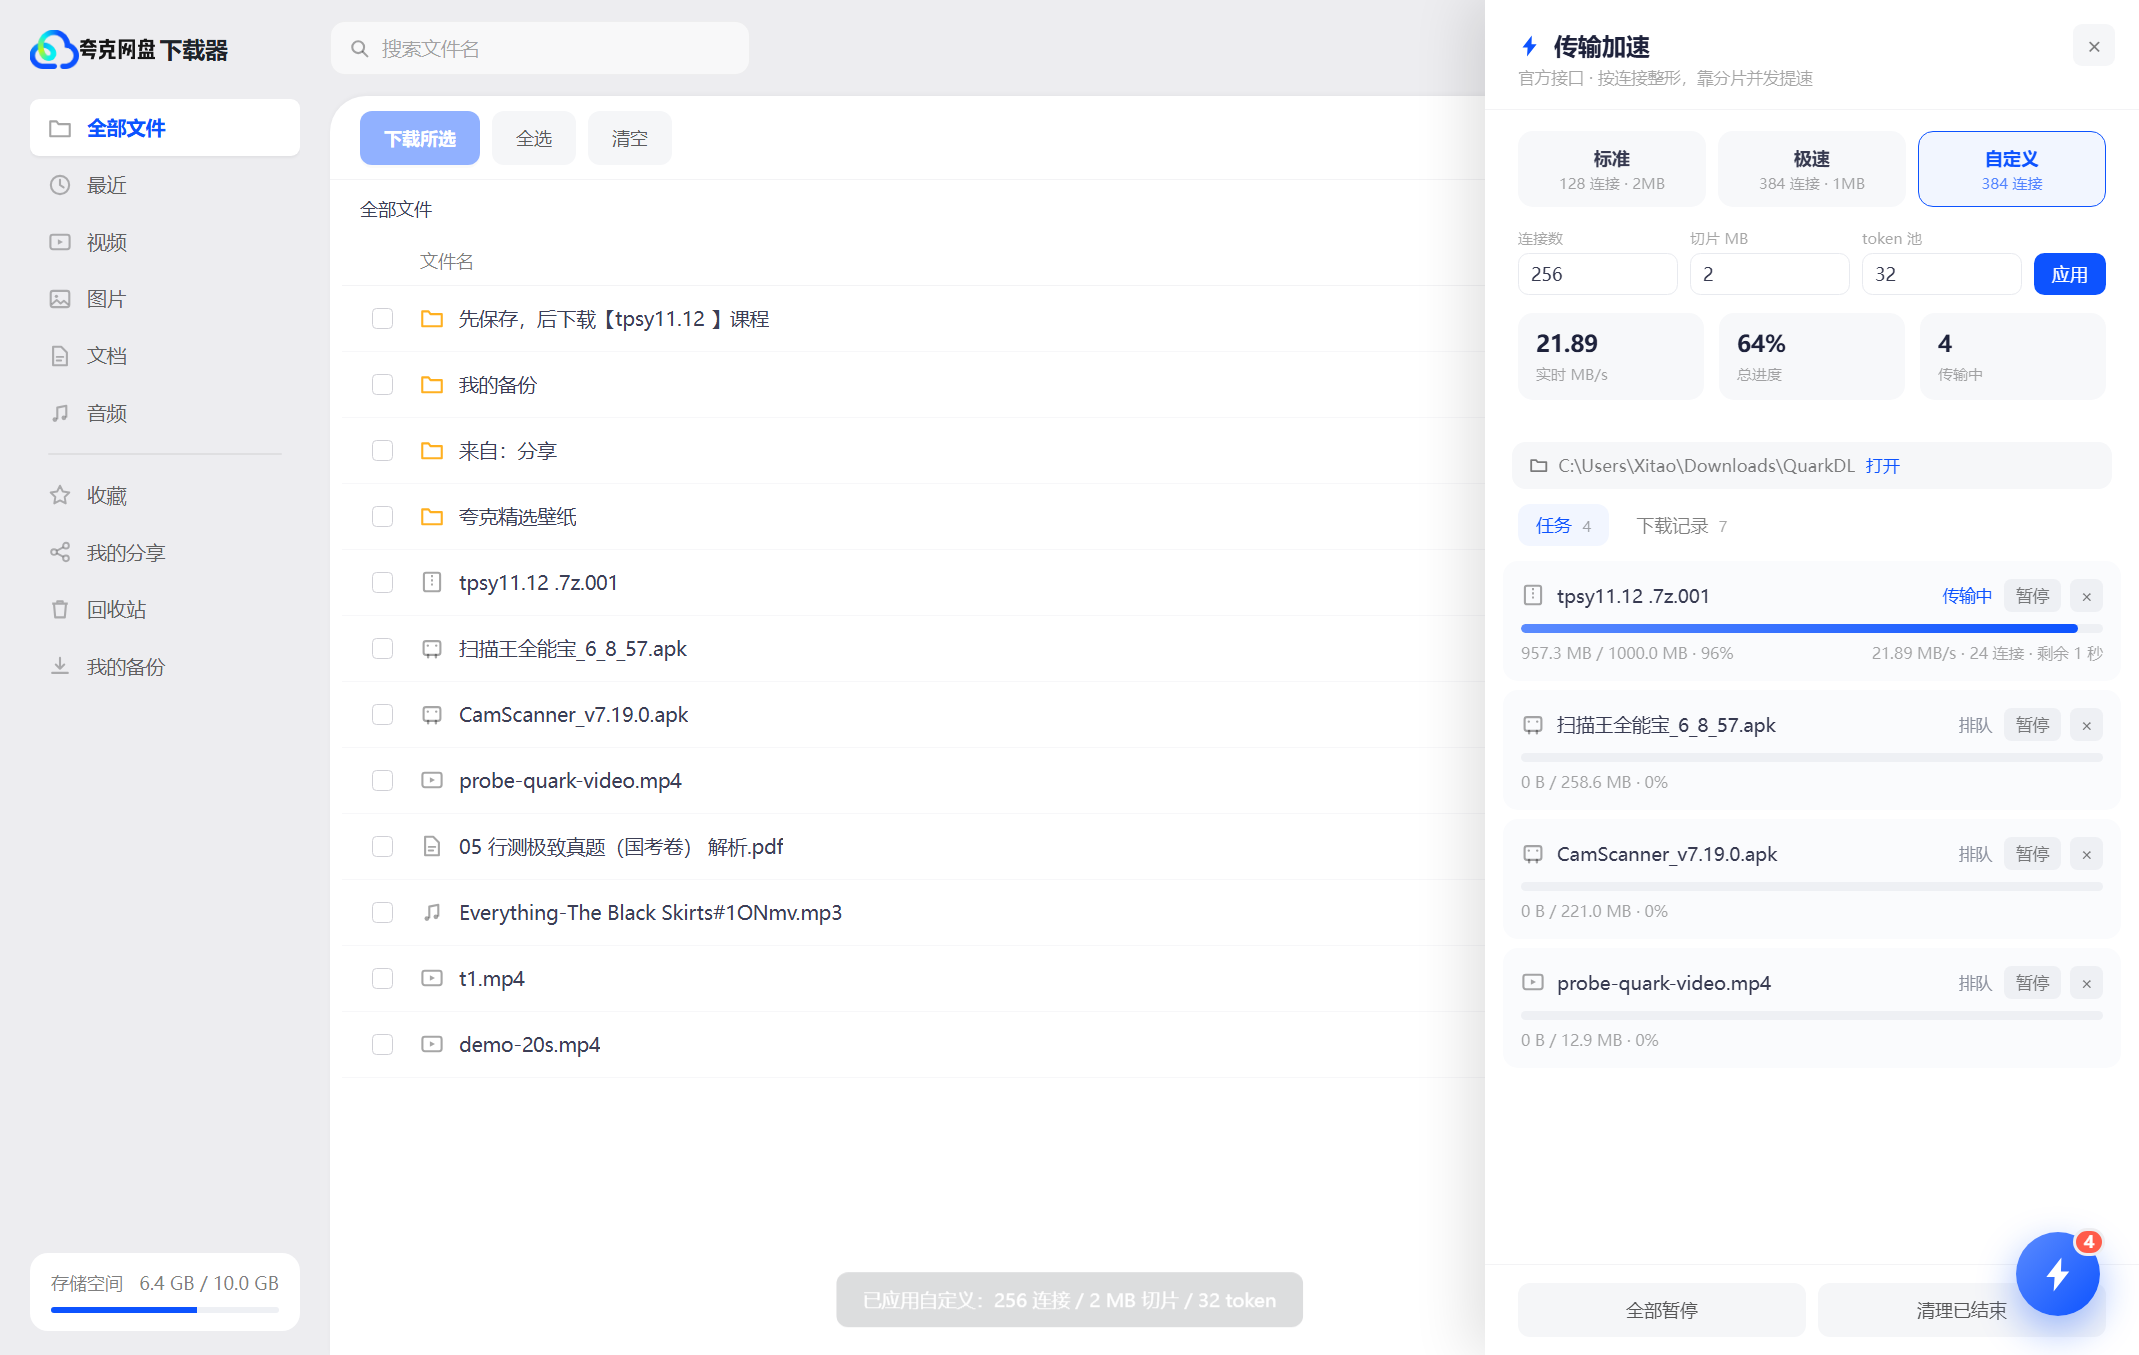 夸克网盘下载器
搜索文件名
全部文件
最近
视频
图片
文档
音频
收藏
我的分享
回收站
我的备份
存储空间 6.4 GB / 10.0 GB
下载所选 全选 清空
全部文件
文件名
先保存，后下载【tpsy11.12 】课程
我的备份
来自：分享
夸克精选壁纸
tpsy11.12 .7z.001
扫描王全能宝_6_8_57.apk
CamScanner_v7.19.0.apk
probe-quark-video.mp4
05 行测极致真题（国考卷） 解析.pdf
Everything-The Black Skirts#1ONmv.mp3
t1.mp4
demo-20s.mp4
已应用自定义：256 连接 / 2 MB 切片 / 32 token
传输加速 ×
官方接口 · 按连接整形，靠分片并发提速
标准 极速 自定义
128 连接 · 2MB 384 连接 · 1MB 384 连接
连接数 切片 MB token 池
256 2 32 应用
21.89 64% 4
实时 MB/s 总进度 传输中
C:\Users\Xitao\Downloads\QuarkDL 打开
任务 4 下载记录 7
tpsy11.12 .7z.001 传输中 暂停 ×
957.3 MB / 1000.0 MB · 96% 21.89 MB/s · 24 连接 · 剩余 1 秒
扫描王全能宝_6_8_57.apk 排队 暂停 ×
0 B / 258.6 MB · 0%
CamScanner_v7.19.0.apk 排队 暂停 ×
0 B / 221.0 MB · 0%
probe-quark-video.mp4 排队 暂停 ×
0 B / 12.9 MB · 0%
4
全部暂停 清理已结束